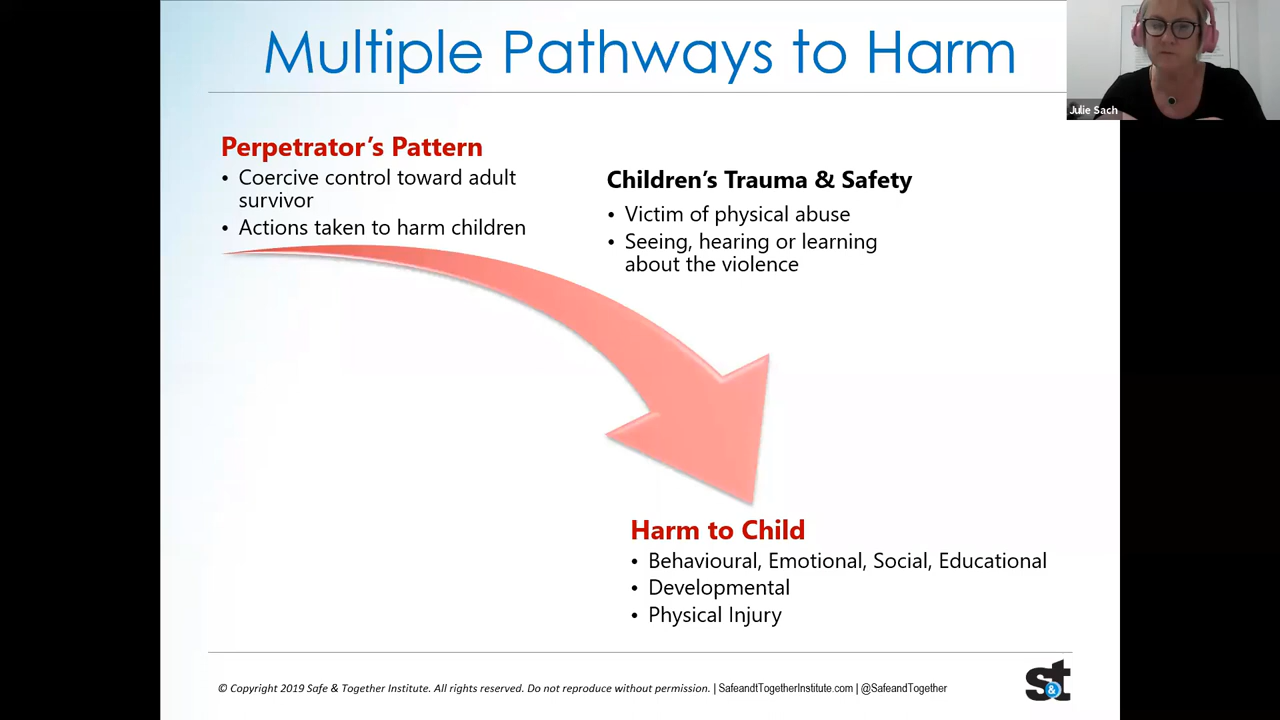 Multiple Pathways to Harm
Julie Sach
Perpetrator's Pattern
• Coercive control toward adult
survivor
• Actions taken to harm children
Children's Trauma & Safety
• Victim of physical abuse
• Seeing, hearing or learning
about the violence
Harm to Child
• Behavioural, Emotional, Social, Educational
• Developmental
• Physical Injury
© Copyright 2019 Safe & Together Institute. All rights reserved. Do not reproduce without permission. | SafeandtTogetherInstitute.com | @SafeandTogether
s&t